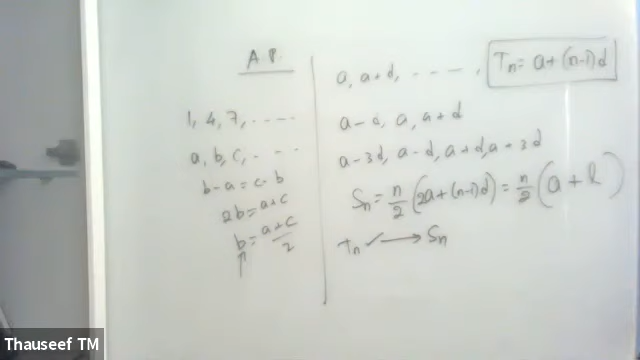 A.P.
1, 4, 7, .....
a, b, c, . . .
b-a = c-b
2b = a+c
b = a+c/2
a, a+d, - - - - - , Tn = a+(n-1)d
a-d, a, a+d
a-3d, a-d, a+d, a+3d
Sn = n/2 (2a+(n-1)d) = n/2 (a+l)
Tn ✓ → Sn
Thauseef TM